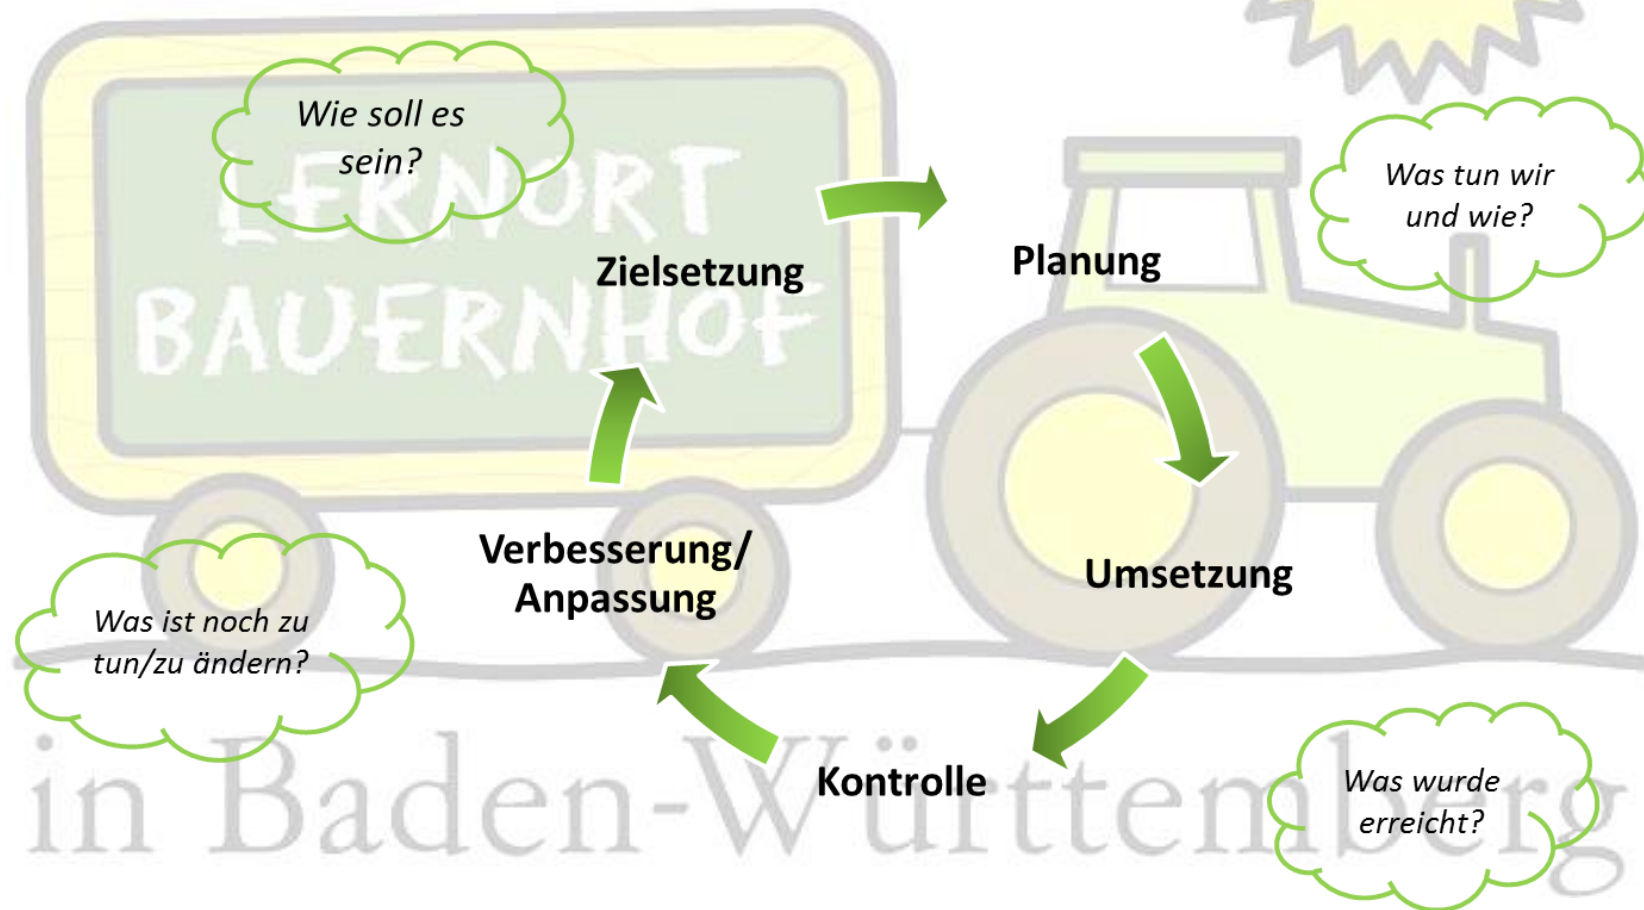 Wie soll es
sein?
LERNORT
BAUERNHOF
Zielsetzung
Planung
Was tun wir
und wie?
Verbesserung/
Anpassung
Umsetzung
Was ist noch zu
tun/zu ändern?
Kontrolle
Was wurde
erreicht?
in Baden-Württemberg